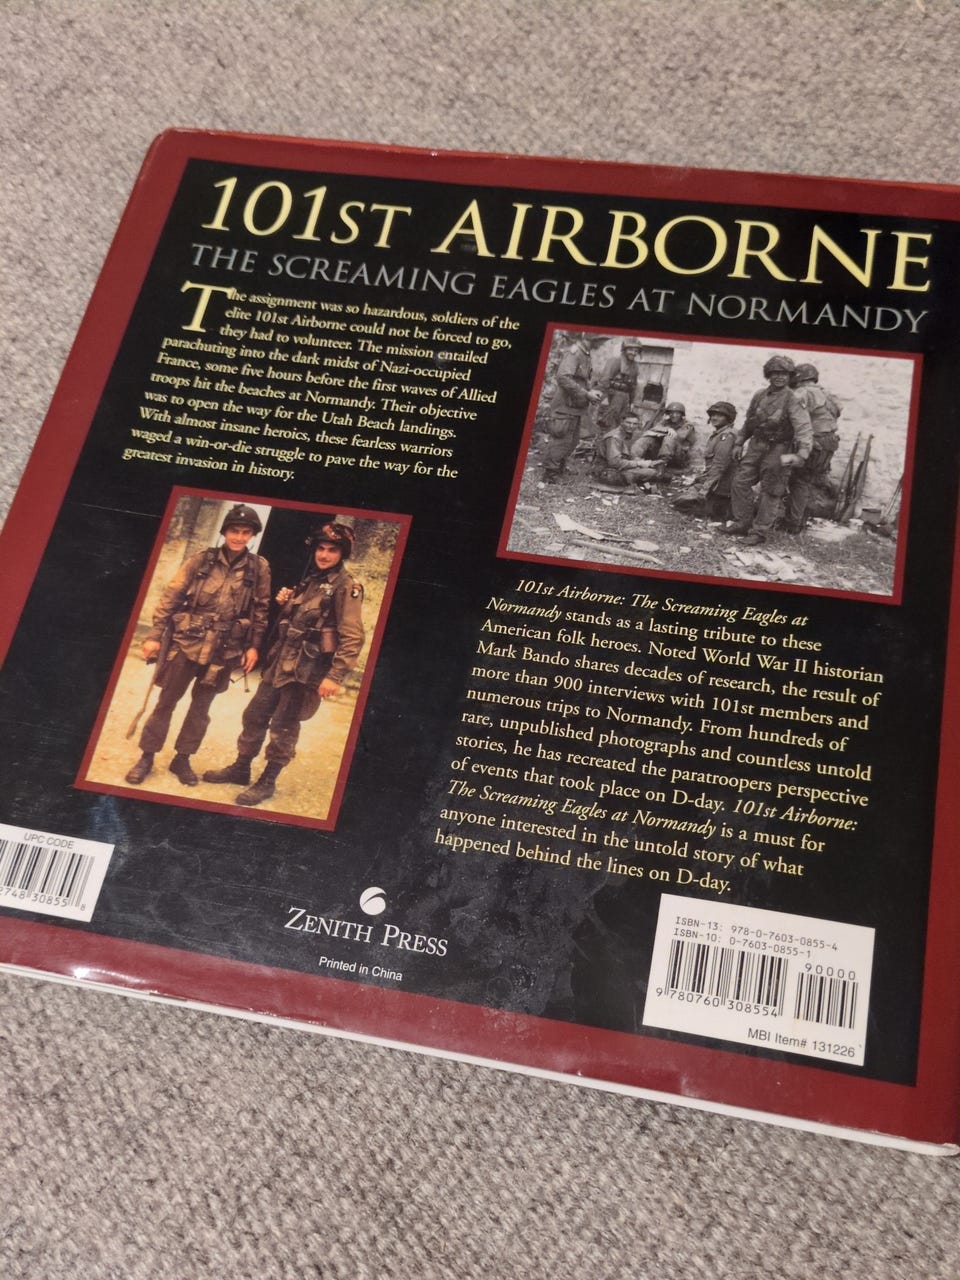 101ST AIRBORNE
THE SCREAMING EAGLES AT NORMANDY
The assignment was so hazardous, soldiers of the
elite 101st Airborne could not be forced to go,
they had to volunteer. The mission entailed
parachuting into the dark midst of Nazi-occupied
France, some five hours before the first waves of Allied
troops hit the beaches at Normandy. Their objective
was to open the way for the Utah Beach landings.
With almost insane heroics, these fearless warriors
waged a win-or-die struggle to pave the way for the
greatest invasion in history.
101st Airborne: The Screaming Eagles at
Normandy stands as a lasting tribute to these
American folk heroes. Noted World War II historian
Mark Bando shares decades of research, the result of
more than 900 interviews with 101st members and
numerous trips to Normandy. From hundreds of
rare, unpublished photographs and countless untold
stories, he has recreated the paratroopers perspective
of events that took place on D-day. 101st Airborne:
The Screaming Eagles at Normandy is a must for
anyone interested in the untold story of what
happened behind the lines on D-day.
UPC CODE
2748 30855 8
ZENITH PRESS
Printed in China
ISBN-13: 978-0-7603-0855-4
ISBN-10: 0-7603-0855-1
90000
9 780760 308554
MBI Item# 131226